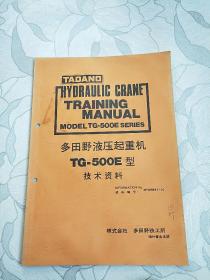 TADANO
HYDRAULIC CRANE
TRAINING
MANUAL
MODEL TG-500E SERIES
多田野液压起重机
TG-500E 型
技术资料
株式会社 多田野铁工所